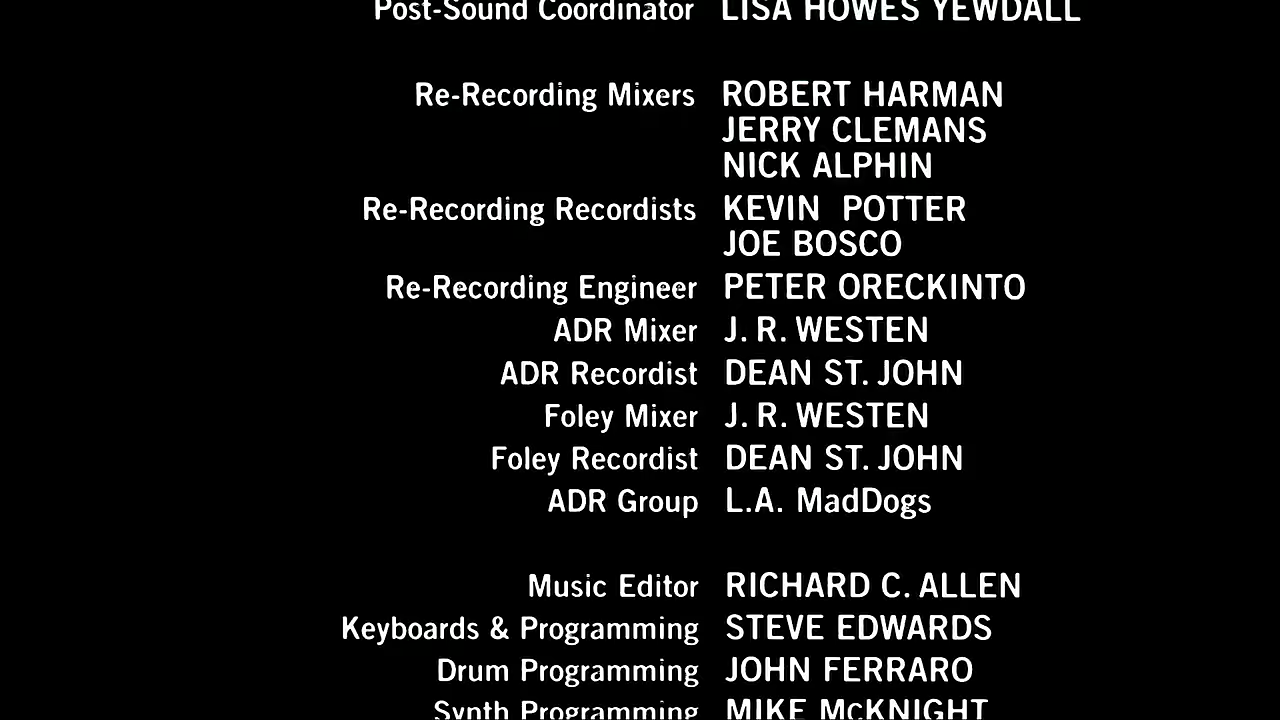 Post-Sound Coordinator LISA HOWES YEWDALL
Re-Recording Mixers ROBERT HARMAN
JERRY CLEMANS
NICK ALPHIN
Re-Recording Recordists KEVIN POTTER
JOE BOSCO
Re-Recording Engineer PETER ORECKINTO
ADR Mixer J. R. WESTEN
ADR Recordist DEAN ST. JOHN
Foley Mixer J. R. WESTEN
Foley Recordist DEAN ST. JOHN
ADR Group L.A. MadDogs
Music Editor RICHARD C. ALLEN
Keyboards & Programming STEVE EDWARDS
Drum Programming JOHN FERRARO
Synth Programming MIKE McKNIGHT